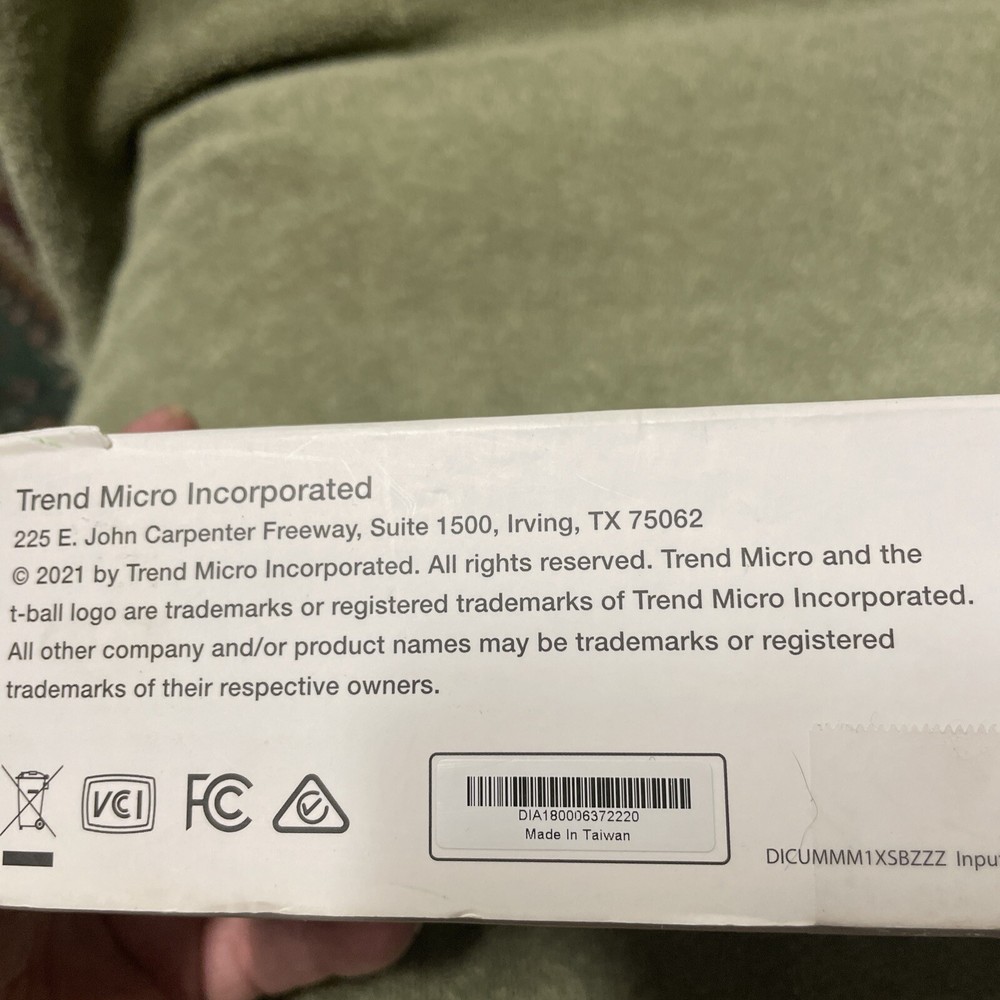 Trend Micro Incorporated
225 E. John Carpenter Freeway, Suite 1500, Irving, TX 75062
© 2021 by Trend Micro Incorporated. All rights reserved. Trend Micro and the
t-ball logo are trademarks or registered trademarks of Trend Micro Incorporated.
All other company and/or product names may be trademarks or registered
trademarks of their respective owners.
VCI FC
DIA180006372220
Made In Taiwan
DICUMMM1XSBZZZ